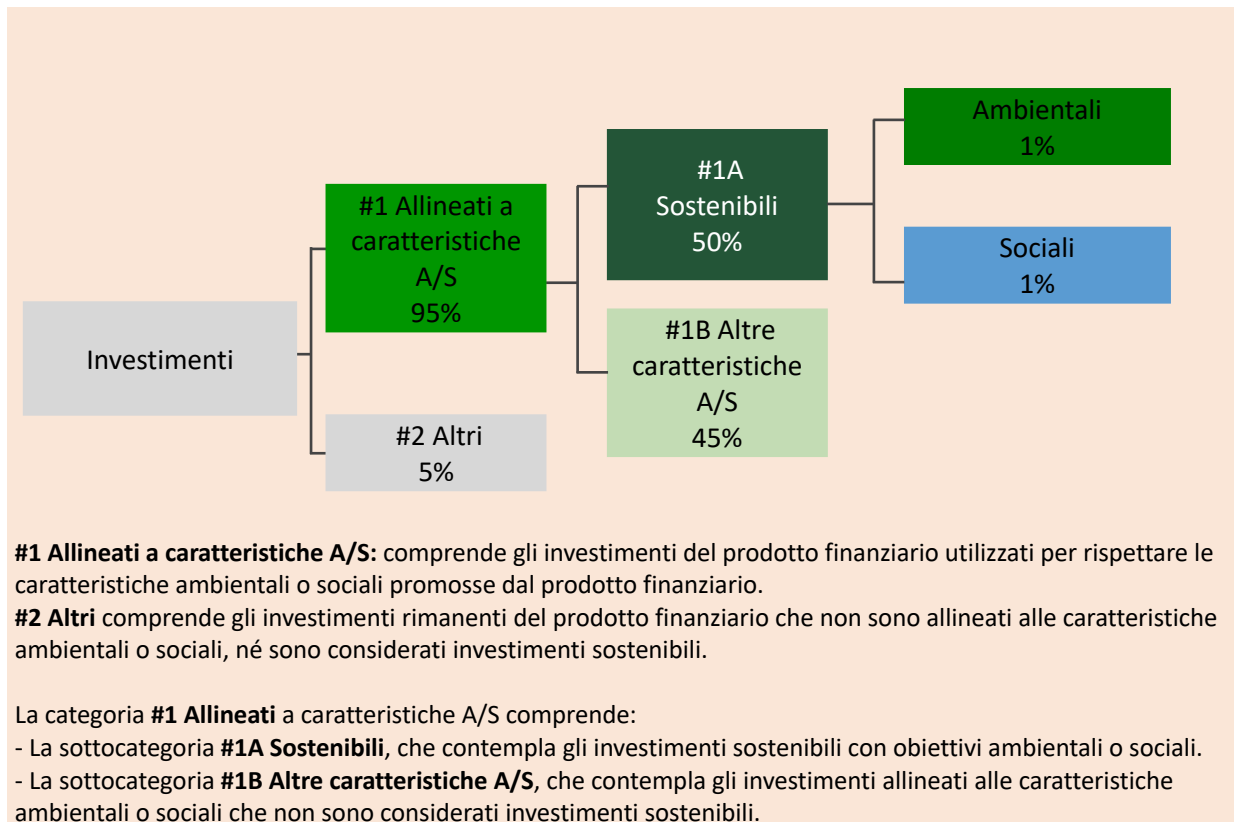 Ambientali
1%
#1A
Sostenibili
50%
#1 Allineati a
caratteristiche
A/S
95%
Sociali
1%
Investimenti
#1B Altre
caratteristiche
A/S
45%
#2 Altri
5%
#1 Allineati a caratteristiche A/S: comprende gli investimenti del prodotto finanziario utilizzati per rispettare le
caratteristiche ambientali o sociali promosse dal prodotto finanziario.
#2 Altri comprende gli investimenti rimanenti del prodotto finanziario che non sono allineati alle caratteristiche
ambientali o sociali, né sono considerati investimenti sostenibili.
La categoria #1 Allineati a caratteristiche A/S comprende:
- La sottocategoria #1A Sostenibili, che contempla gli investimenti sostenibili con obiettivi ambientali o sociali.
- La sottocategoria #1B Altre caratteristiche A/S, che contempla gli investimenti allineati alle caratteristiche
ambientali o sociali che non sono considerati investimenti sostenibili.